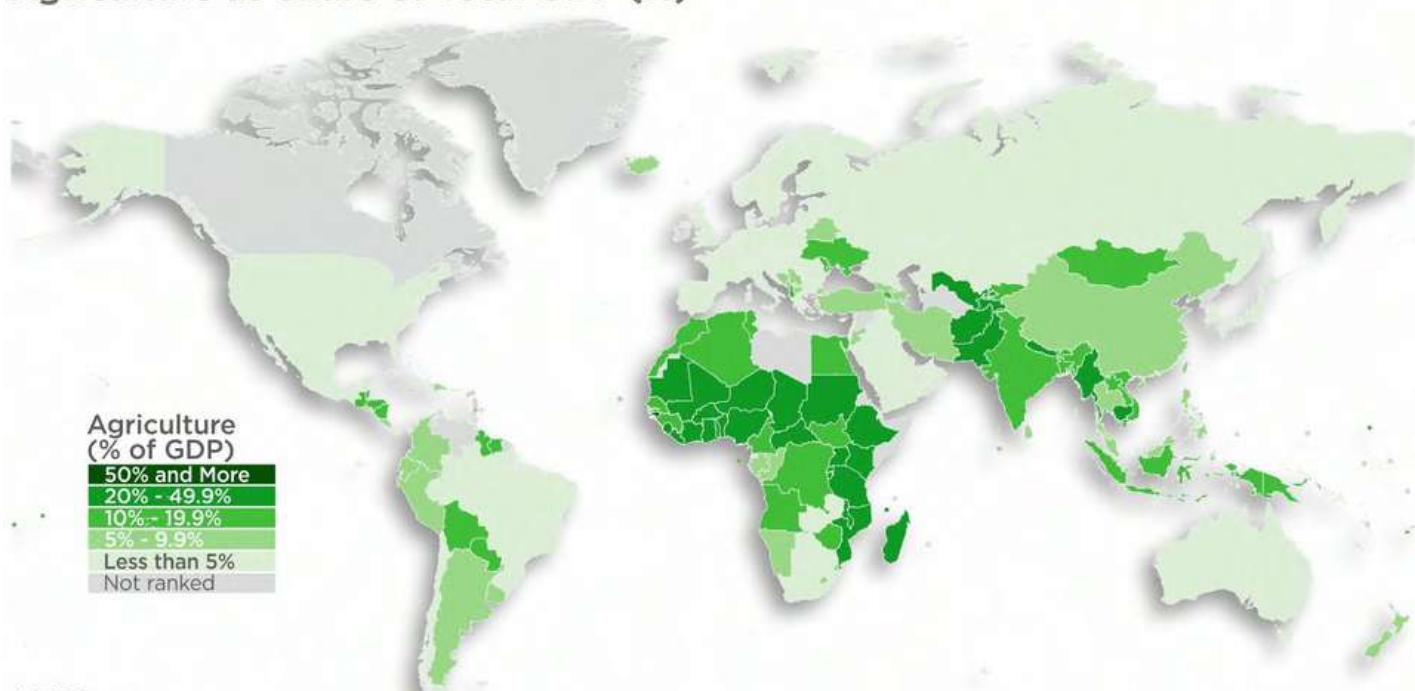 Agriculture
(% of GDP)
50% and More
20% - 49.9%
10% - 19.9%
5% - 9.9%
Less than 5%
Not ranked